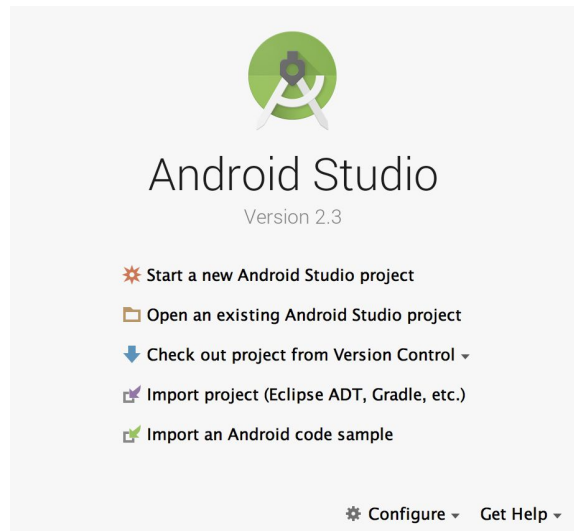 Android Studio
Version 2.3
Start a new Android Studio project
Open an existing Android Studio project
Check out project from Version Control
Import project (Eclipse ADT, Gradle, etc.)
Import an Android code sample
Configure Get Help